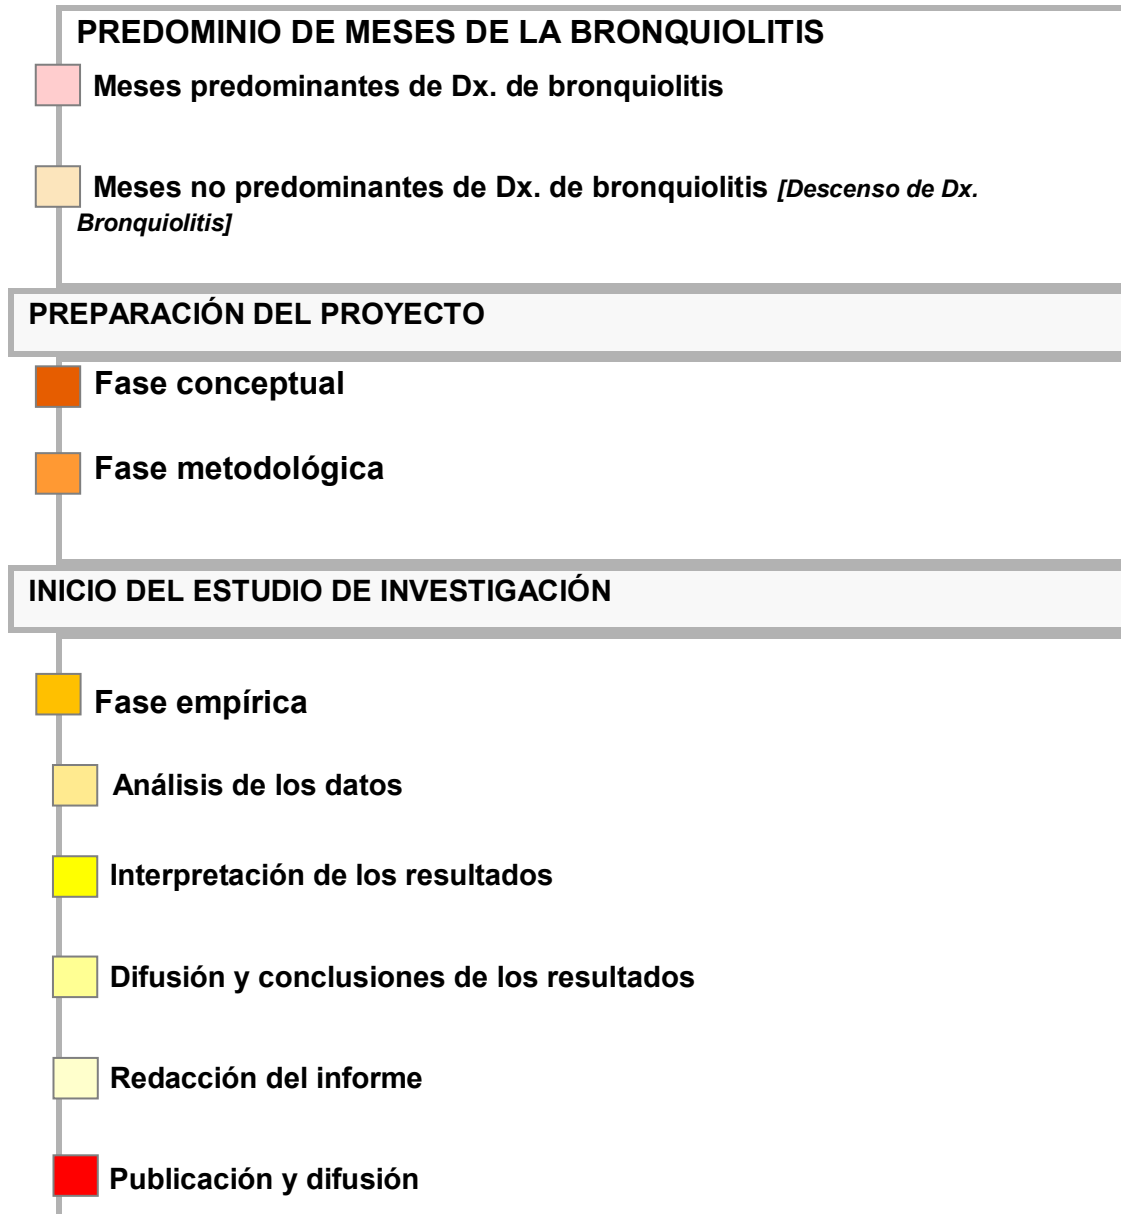 PREDOMINIO DE MESES DE LA BRONQUIOLITIS
Meses predominantes de Dx. de bronquiolitis
Meses no predominantes de Dx. de bronquiolitis [Descenso de Dx.
Bronquiolitis]
PREPARACIÓN DEL PROYECTO
Fase conceptual
Fase metodológica
INICIO DEL ESTUDIO DE INVESTIGACIÓN
Fase empírica
Análisis de los datos
Interpretación de los resultados
Difusión y conclusiones de los resultados
Redacción del informe
Publicación y difusión